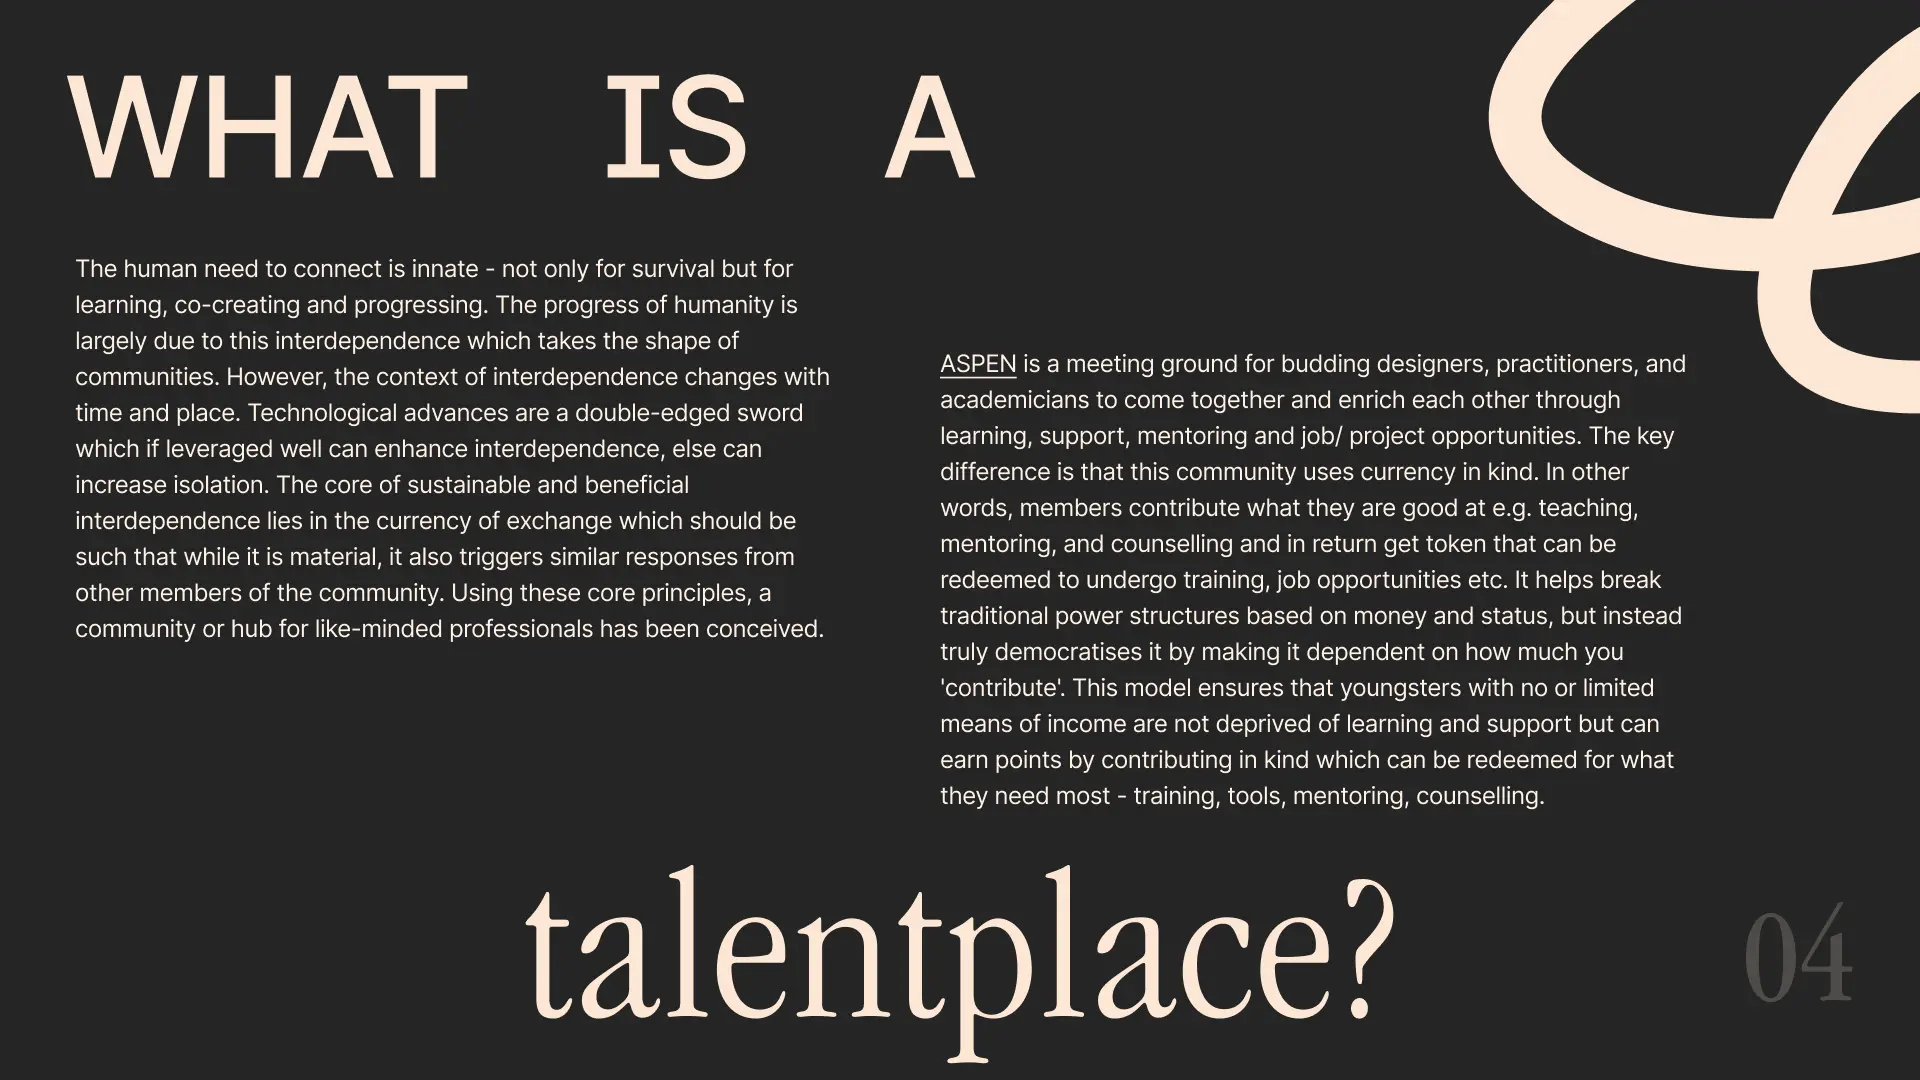 WHAT IS A
The human need to connect is innate - not only for survival but for
learning, co-creating and progressing. The progress of humanity is
largely due to this interdependence which takes the shape of
communities. However, the context of interdependence changes with
time and place. Technological advances are a double-edged sword
which if leveraged well can enhance interdependence, else can
increase isolation. The core of sustainable and beneficial
interdependence lies in the currency of exchange which should be
such that while it is material, it also triggers similar responses from
other members of the community. Using these core principles, a
community or hub for like-minded professionals has been conceived.
ASPEN is a meeting ground for budding designers, practitioners, and
academicians to come together and enrich each other through
learning, support, mentoring and job/ project opportunities. The key
difference is that this community uses currency in kind. In other
words, members contribute what they are good at e.g. teaching,
mentoring, and counselling and in return get token that can be
redeemed to undergo training, job opportunities etc. It helps break
traditional power structures based on money and status, but instead
truly democratises it by making it dependent on how much you
'contribute'. This model ensures that youngsters with no or limited
means of income are not deprived of learning and support but can
earn points by contributing in kind which can be redeemed for what
they need most - training, tools, mentoring, counselling.
talentplace?
04